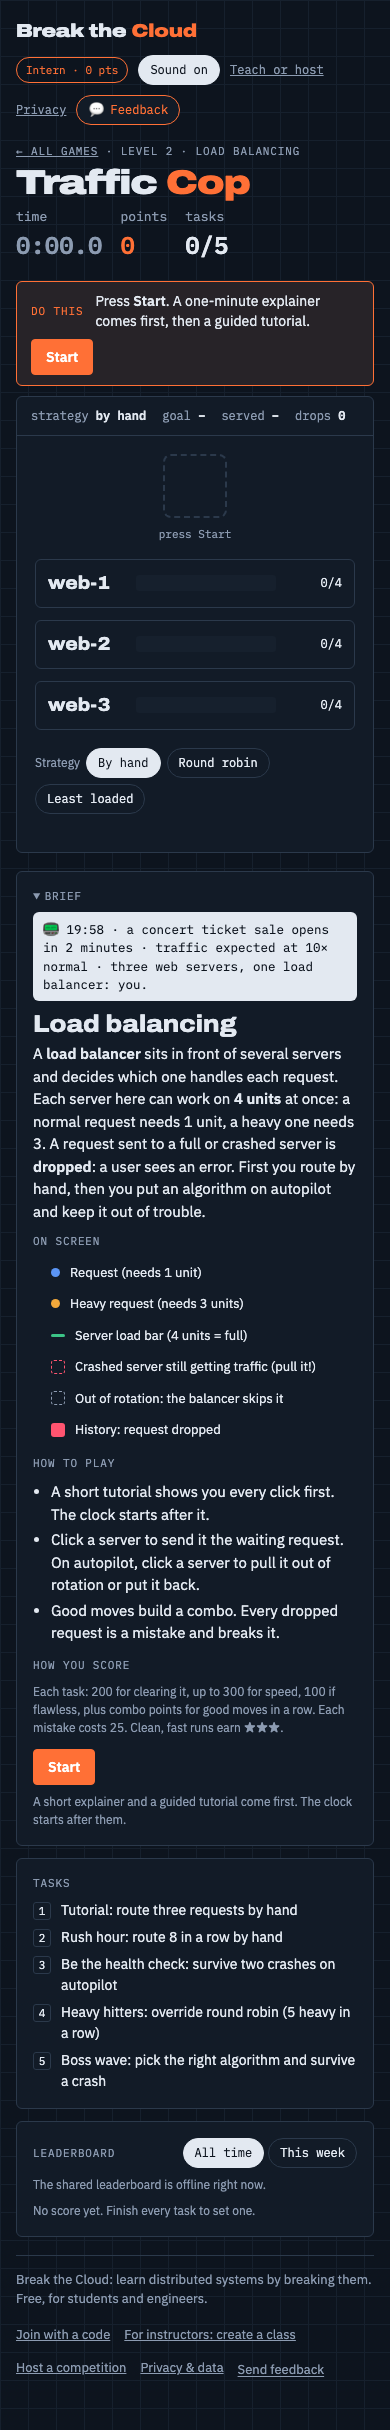 Break the Cloud
Intern · 0 pts
Sound on
Teach or host
Privacy
💬 Feedback
← ALL GAMES · LEVEL 2 · LOAD BALANCING
Traffic Cop
time points tasks
0:00.0 0 0/5
DO THIS
Press Start. A one-minute explainer
comes first, then a guided tutorial.
Start
strategy by hand goal – served – drops 0
press Start
web-1 0/4
web-2 0/4
web-3 0/4
Strategy By hand Round robin
Least loaded
▼ BRIEF
📟 19:58 · a concert ticket sale opens
in 2 minutes · traffic expected at 10×
normal · three web servers, one load
balancer: you.
Load balancing
A load balancer sits in front of several servers
and decides which one handles each request.
Each server here can work on 4 units at once: a
normal request needs 1 unit, a heavy one needs
3. A request sent to a full or crashed server is
dropped: a user sees an error. First you route by
hand, then you put an algorithm on autopilot
and keep it out of trouble.
ON SCREEN
Request (needs 1 unit)
Heavy request (needs 3 units)
Server load bar (4 units = full)
Crashed server still getting traffic (pull it!)
Out of rotation: the balancer skips it
History: request dropped
HOW TO PLAY
• A short tutorial shows you every click first.
The clock starts after it.
• Click a server to send it the waiting request.
On autopilot, click a server to pull it out of
rotation or put it back.
• Good moves build a combo. Every dropped
request is a mistake and breaks it.
HOW YOU SCORE
Each task: 200 for clearing it, up to 300 for speed, 100 if
flawless, plus combo points for good moves in a row. Each
mistake costs 25. Clean, fast runs earn ★★★.
Start
A short explainer and a guided tutorial come first. The clock
starts after them.
TASKS
1 Tutorial: route three requests by hand
2 Rush hour: route 8 in a row by hand
3 Be the health check: survive two crashes on
autopilot
4 Heavy hitters: override round robin (5 heavy in
a row)
5 Boss wave: pick the right algorithm and survive
a crash
LEADERBOARD All time This week
The shared leaderboard is offline right now.
No score yet. Finish every task to set one.
Break the Cloud: learn distributed systems by breaking them.
Free, for students and engineers.
Join with a code For instructors: create a class
Host a competition Privacy & data Send feedback